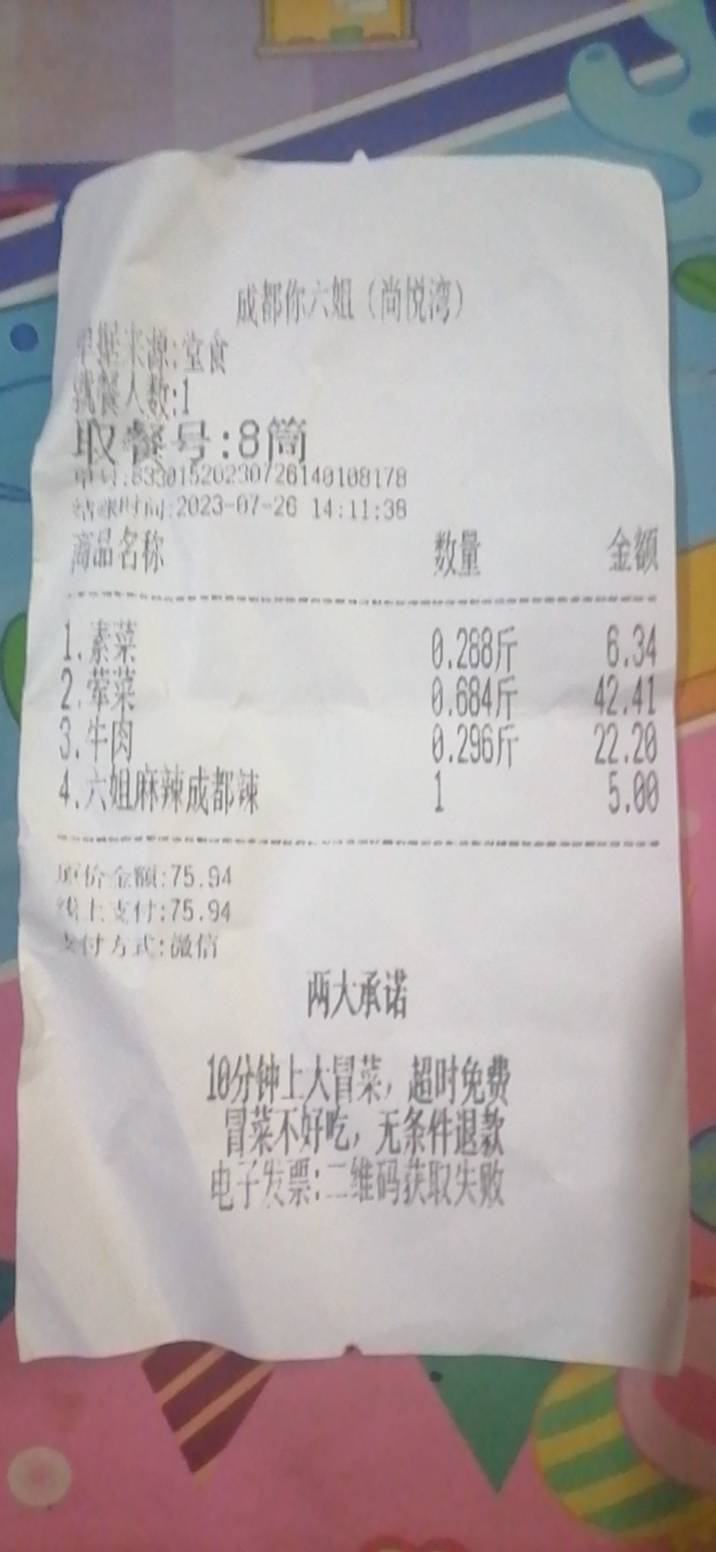 成都你六姐（尚悦湾）
单据来源:堂食
就餐人数:1
取餐号:8筒
单号:83301520230726140108178
结账时间:2023-07-26 14:11:38
商品名称 数量 金额
1.素菜 0.288斤 6.34
2.荤菜 0.684斤 42.41
3.牛肉 0.296斤 22.20
4.六姐麻辣成都辣 1 5.00
原价金额:75.94
线上支付:75.94
支付方式:微信
两大承诺
10分钟上大冒菜，超时免费
冒菜不好吃，无条件退款
电子发票:二维码获取失败